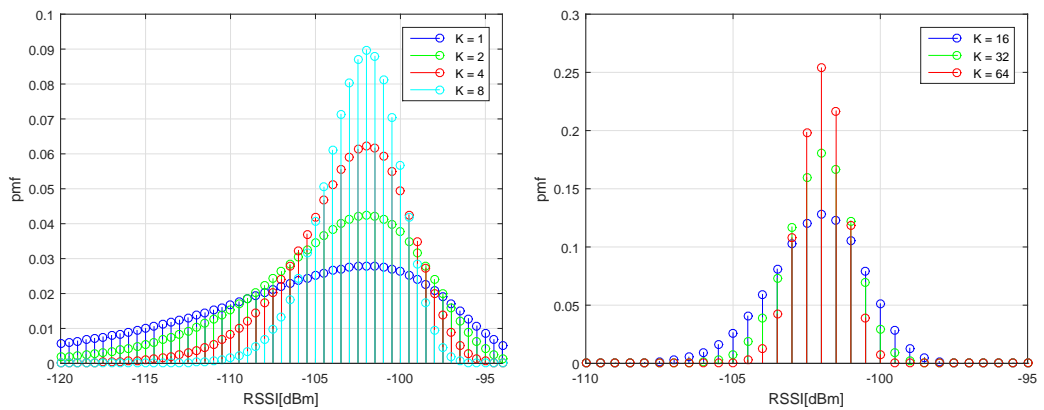 0.1
0.09
0.08
0.07
0.06
0.05
0.04
0.03
0.02
0.01
0
pmf
-120
-115
-110
-105
-100
-95
RSSI[dBm]
K = 1
K = 2
K = 4
K = 8
0.3
0.25
0.2
0.15
0.1
0.05
0
pmf
-110
-105
-100
-95
RSSI[dBm]
K = 16
K = 32
K = 64